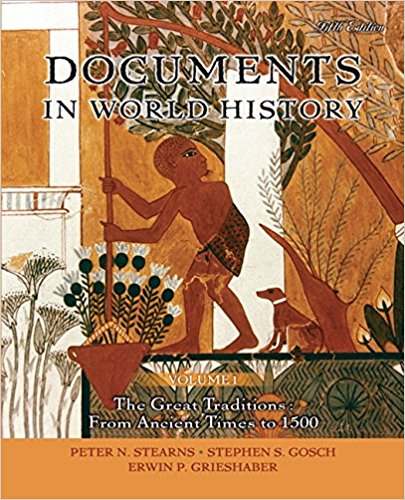 Fifth Edition
DOCUMENTS
IN WORLD HISTORY
VOLUME 1
The Great Traditions:
From Ancient Times to 1500
PETER N. STEARNS • STEPHEN S. GOSCH
ERWIN P. GRIESHABER